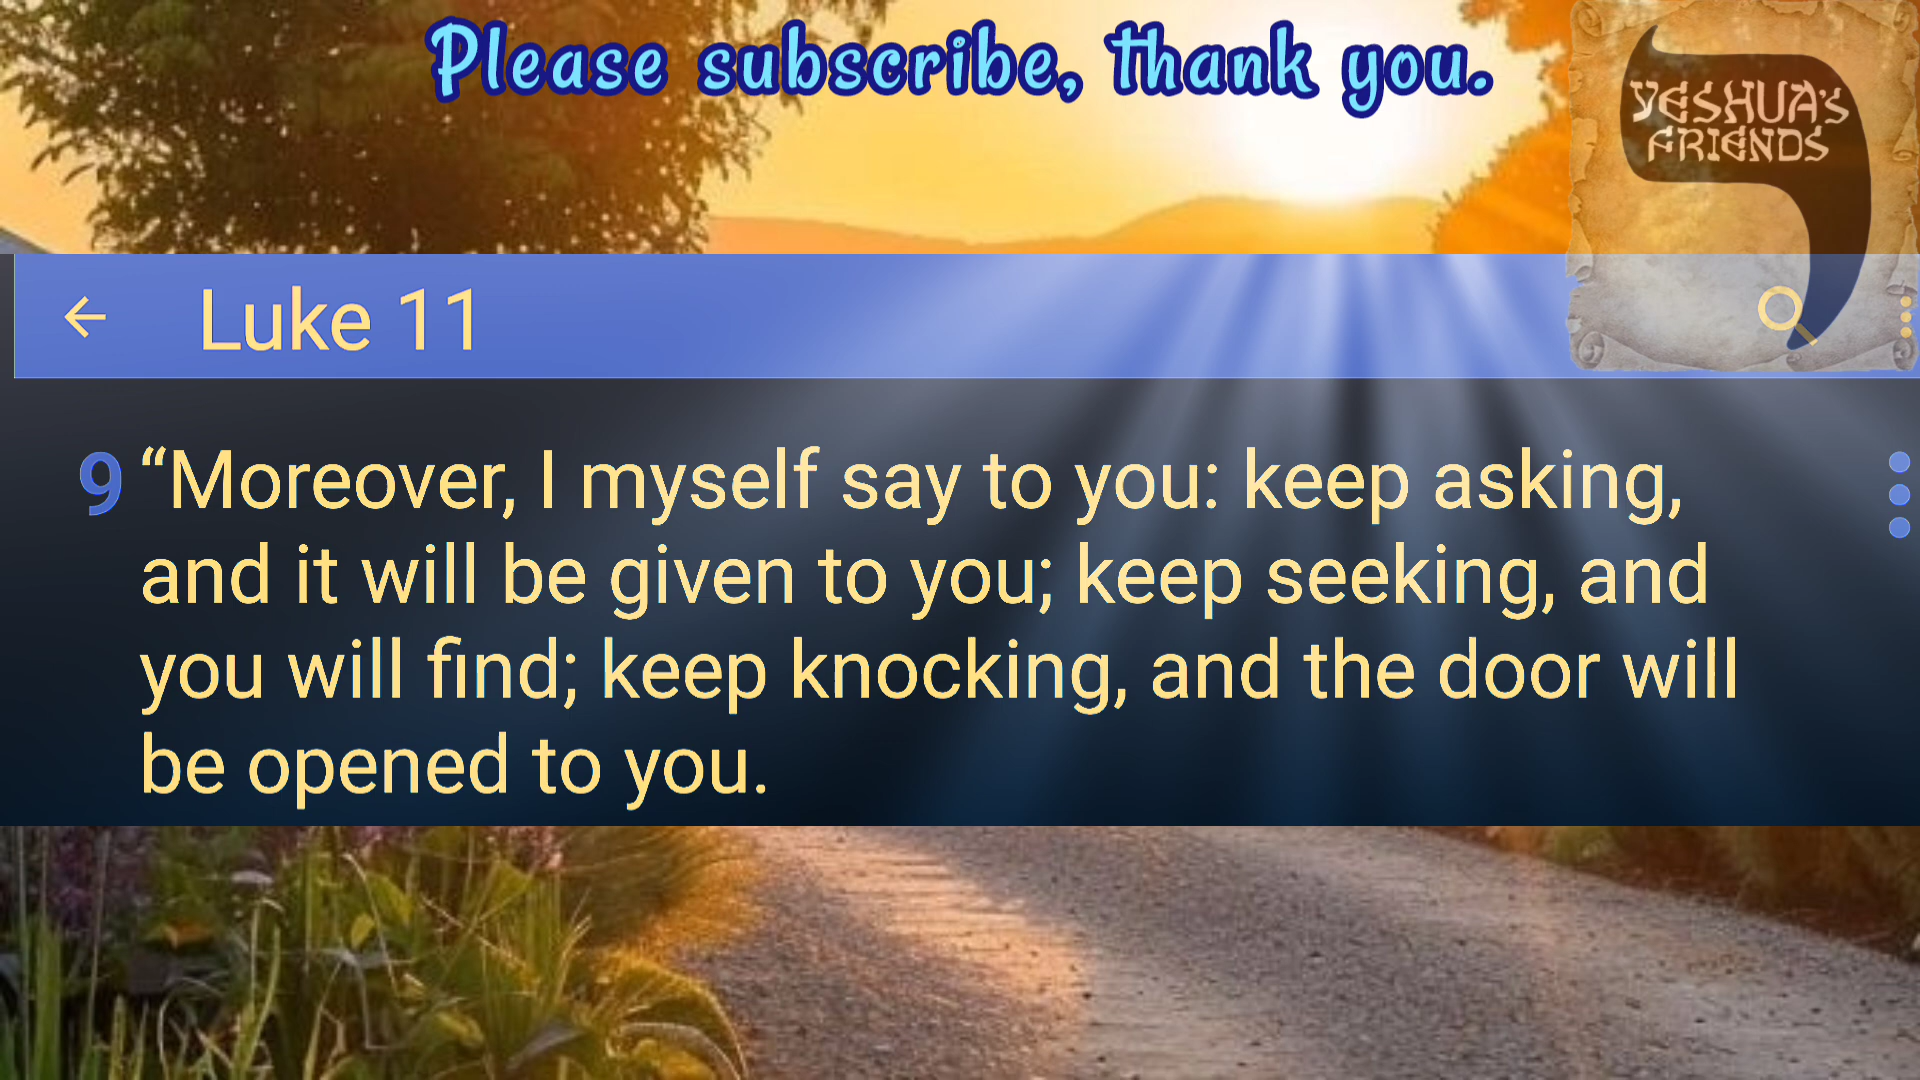 Please subscribe, thank you.
YESHUA'S
FRIENDS
Luke 11
9 “Moreover, I myself say to you: keep asking,
and it will be given to you; keep seeking, and
you will find; keep knocking, and the door will
be opened to you.